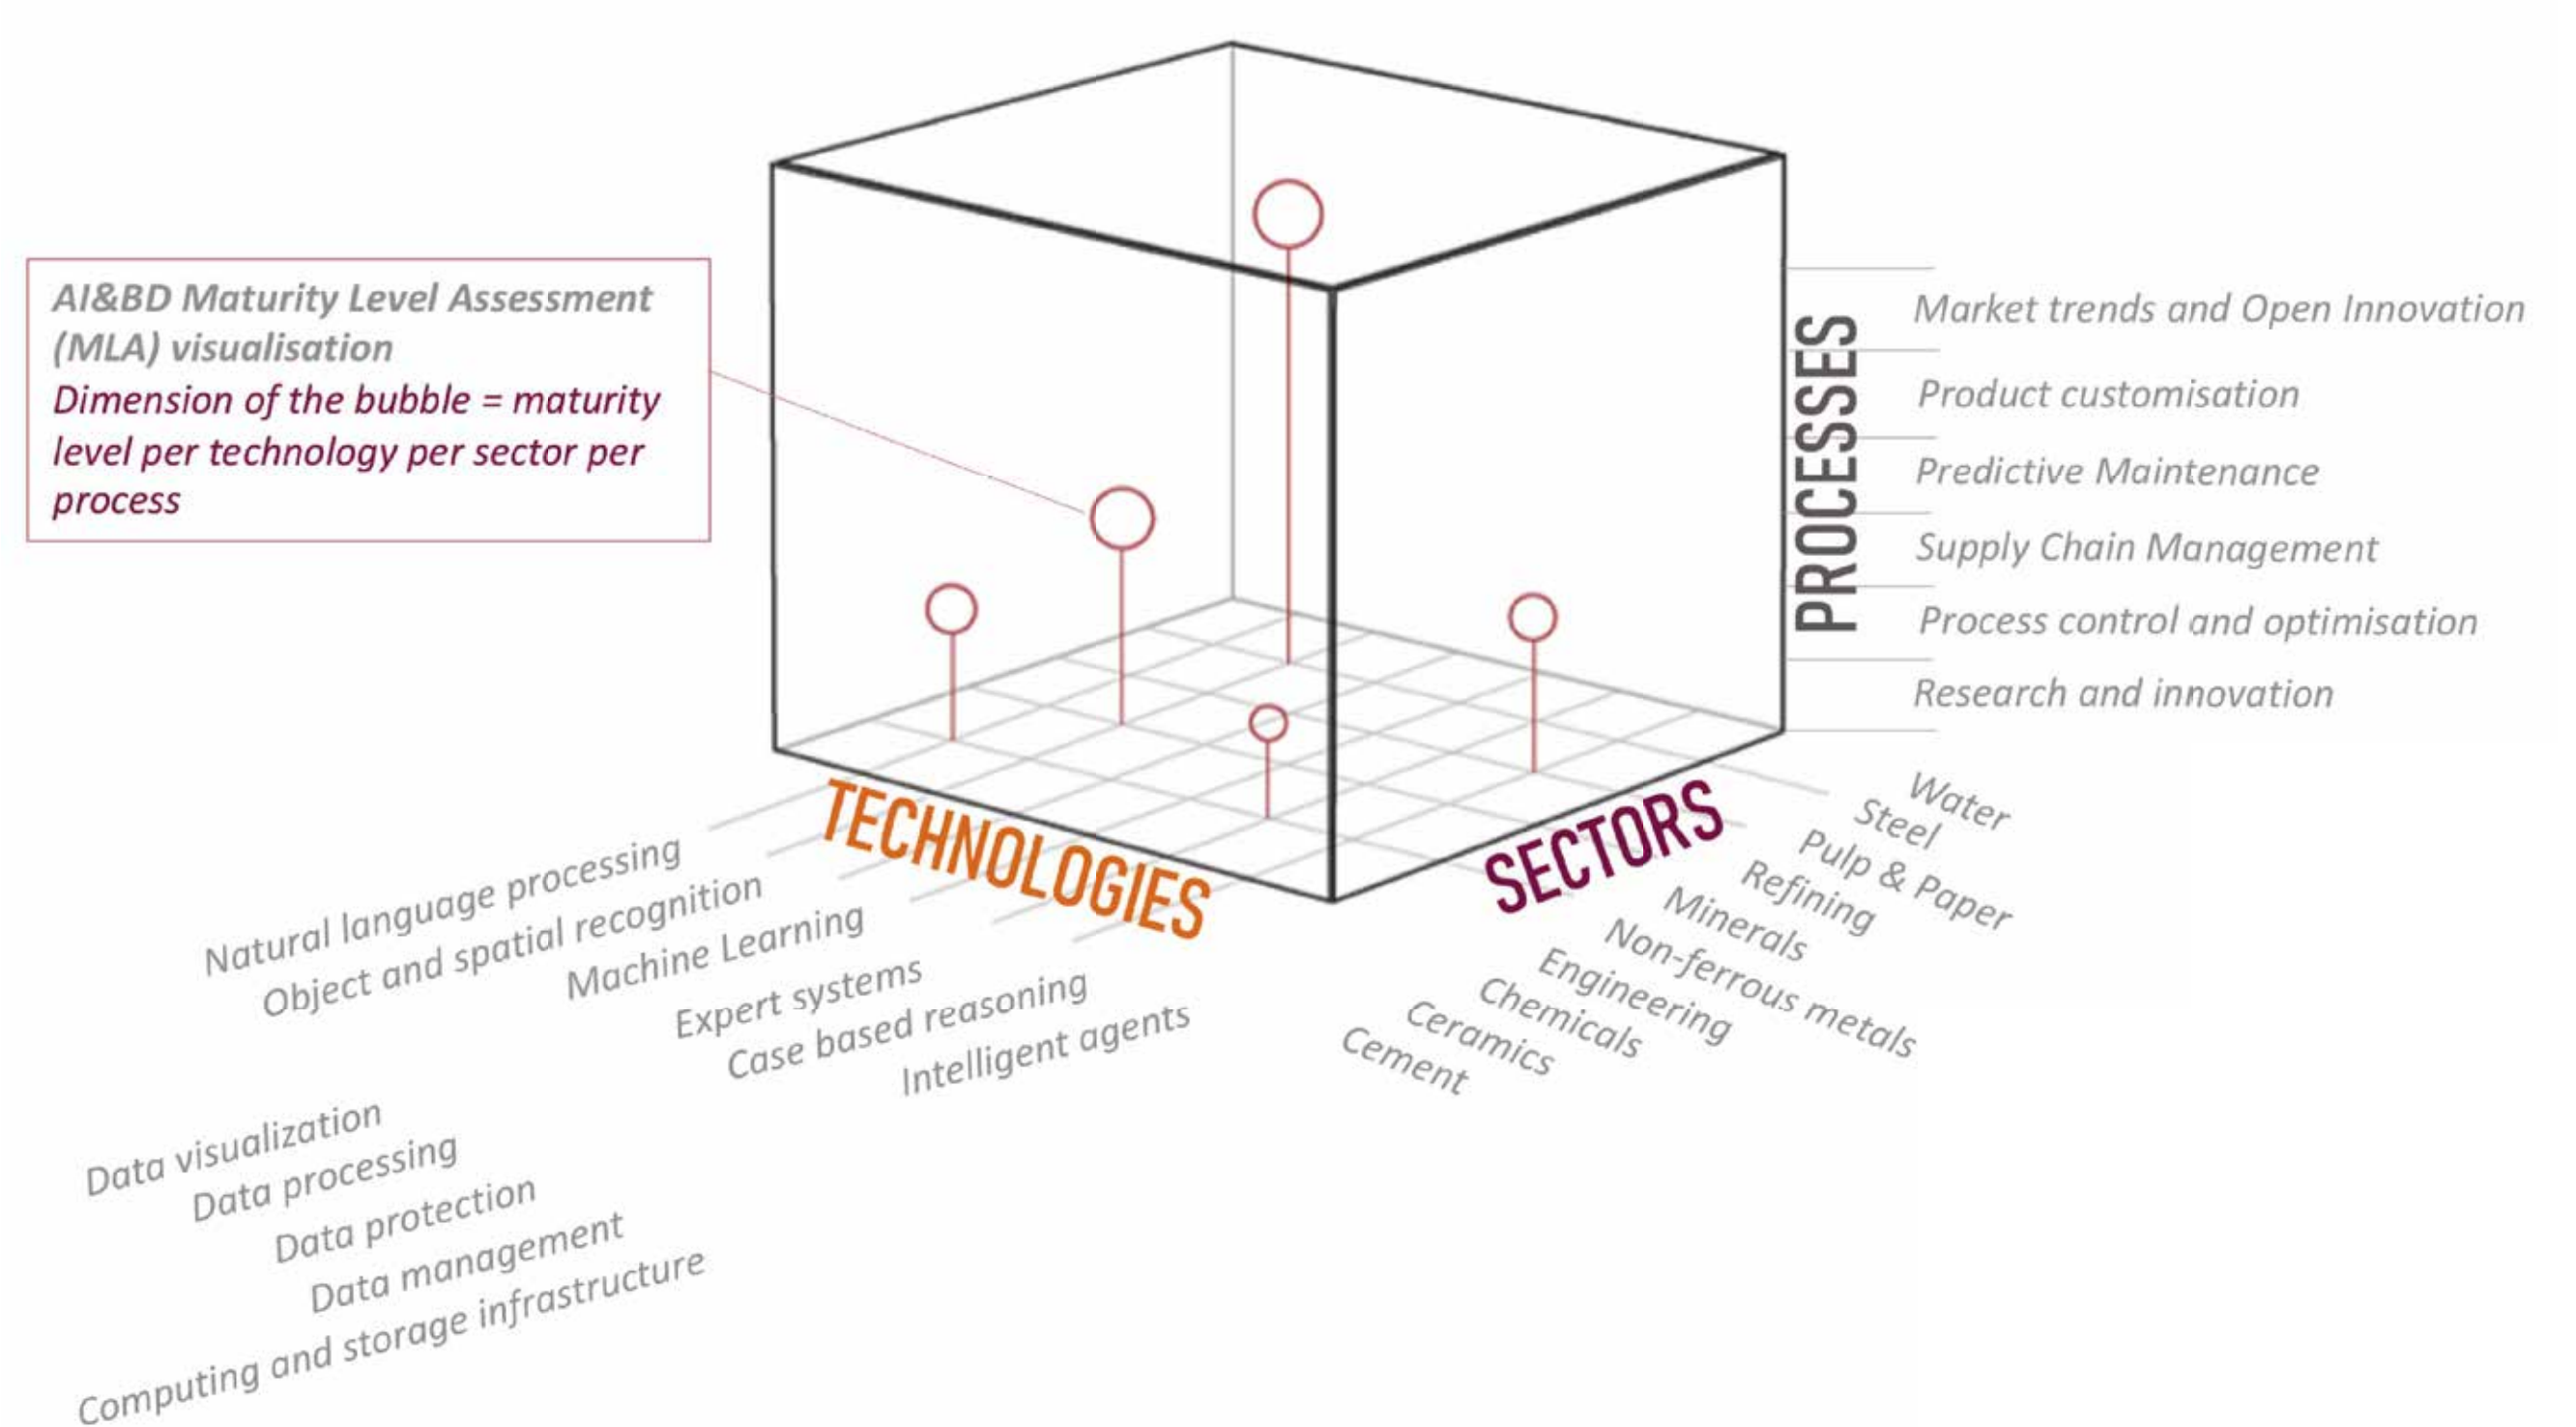 AI&BD Maturity Level Assessment
(MLA) visualisation
Dimension of the bubble = maturity
level per technology per sector per
process
PROCESSES
Market trends and Open Innovation
Product customisation
Predictive Maintenance
Supply Chain Management
Process control and optimisation
Research and innovation
TECHNOLOGIES
Natural language processing
Object and spatial recognition
Machine Learning
Expert systems
Case based reasoning
Intelligent agents
Data visualization
Data processing
Data protection
Data management
Computing and storage infrastructure
SECTORS
Water
Steel
Pulp & Paper
Refining
Minerals
Non-ferrous metals
Engineering
Chemicals
Ceramics
Cement